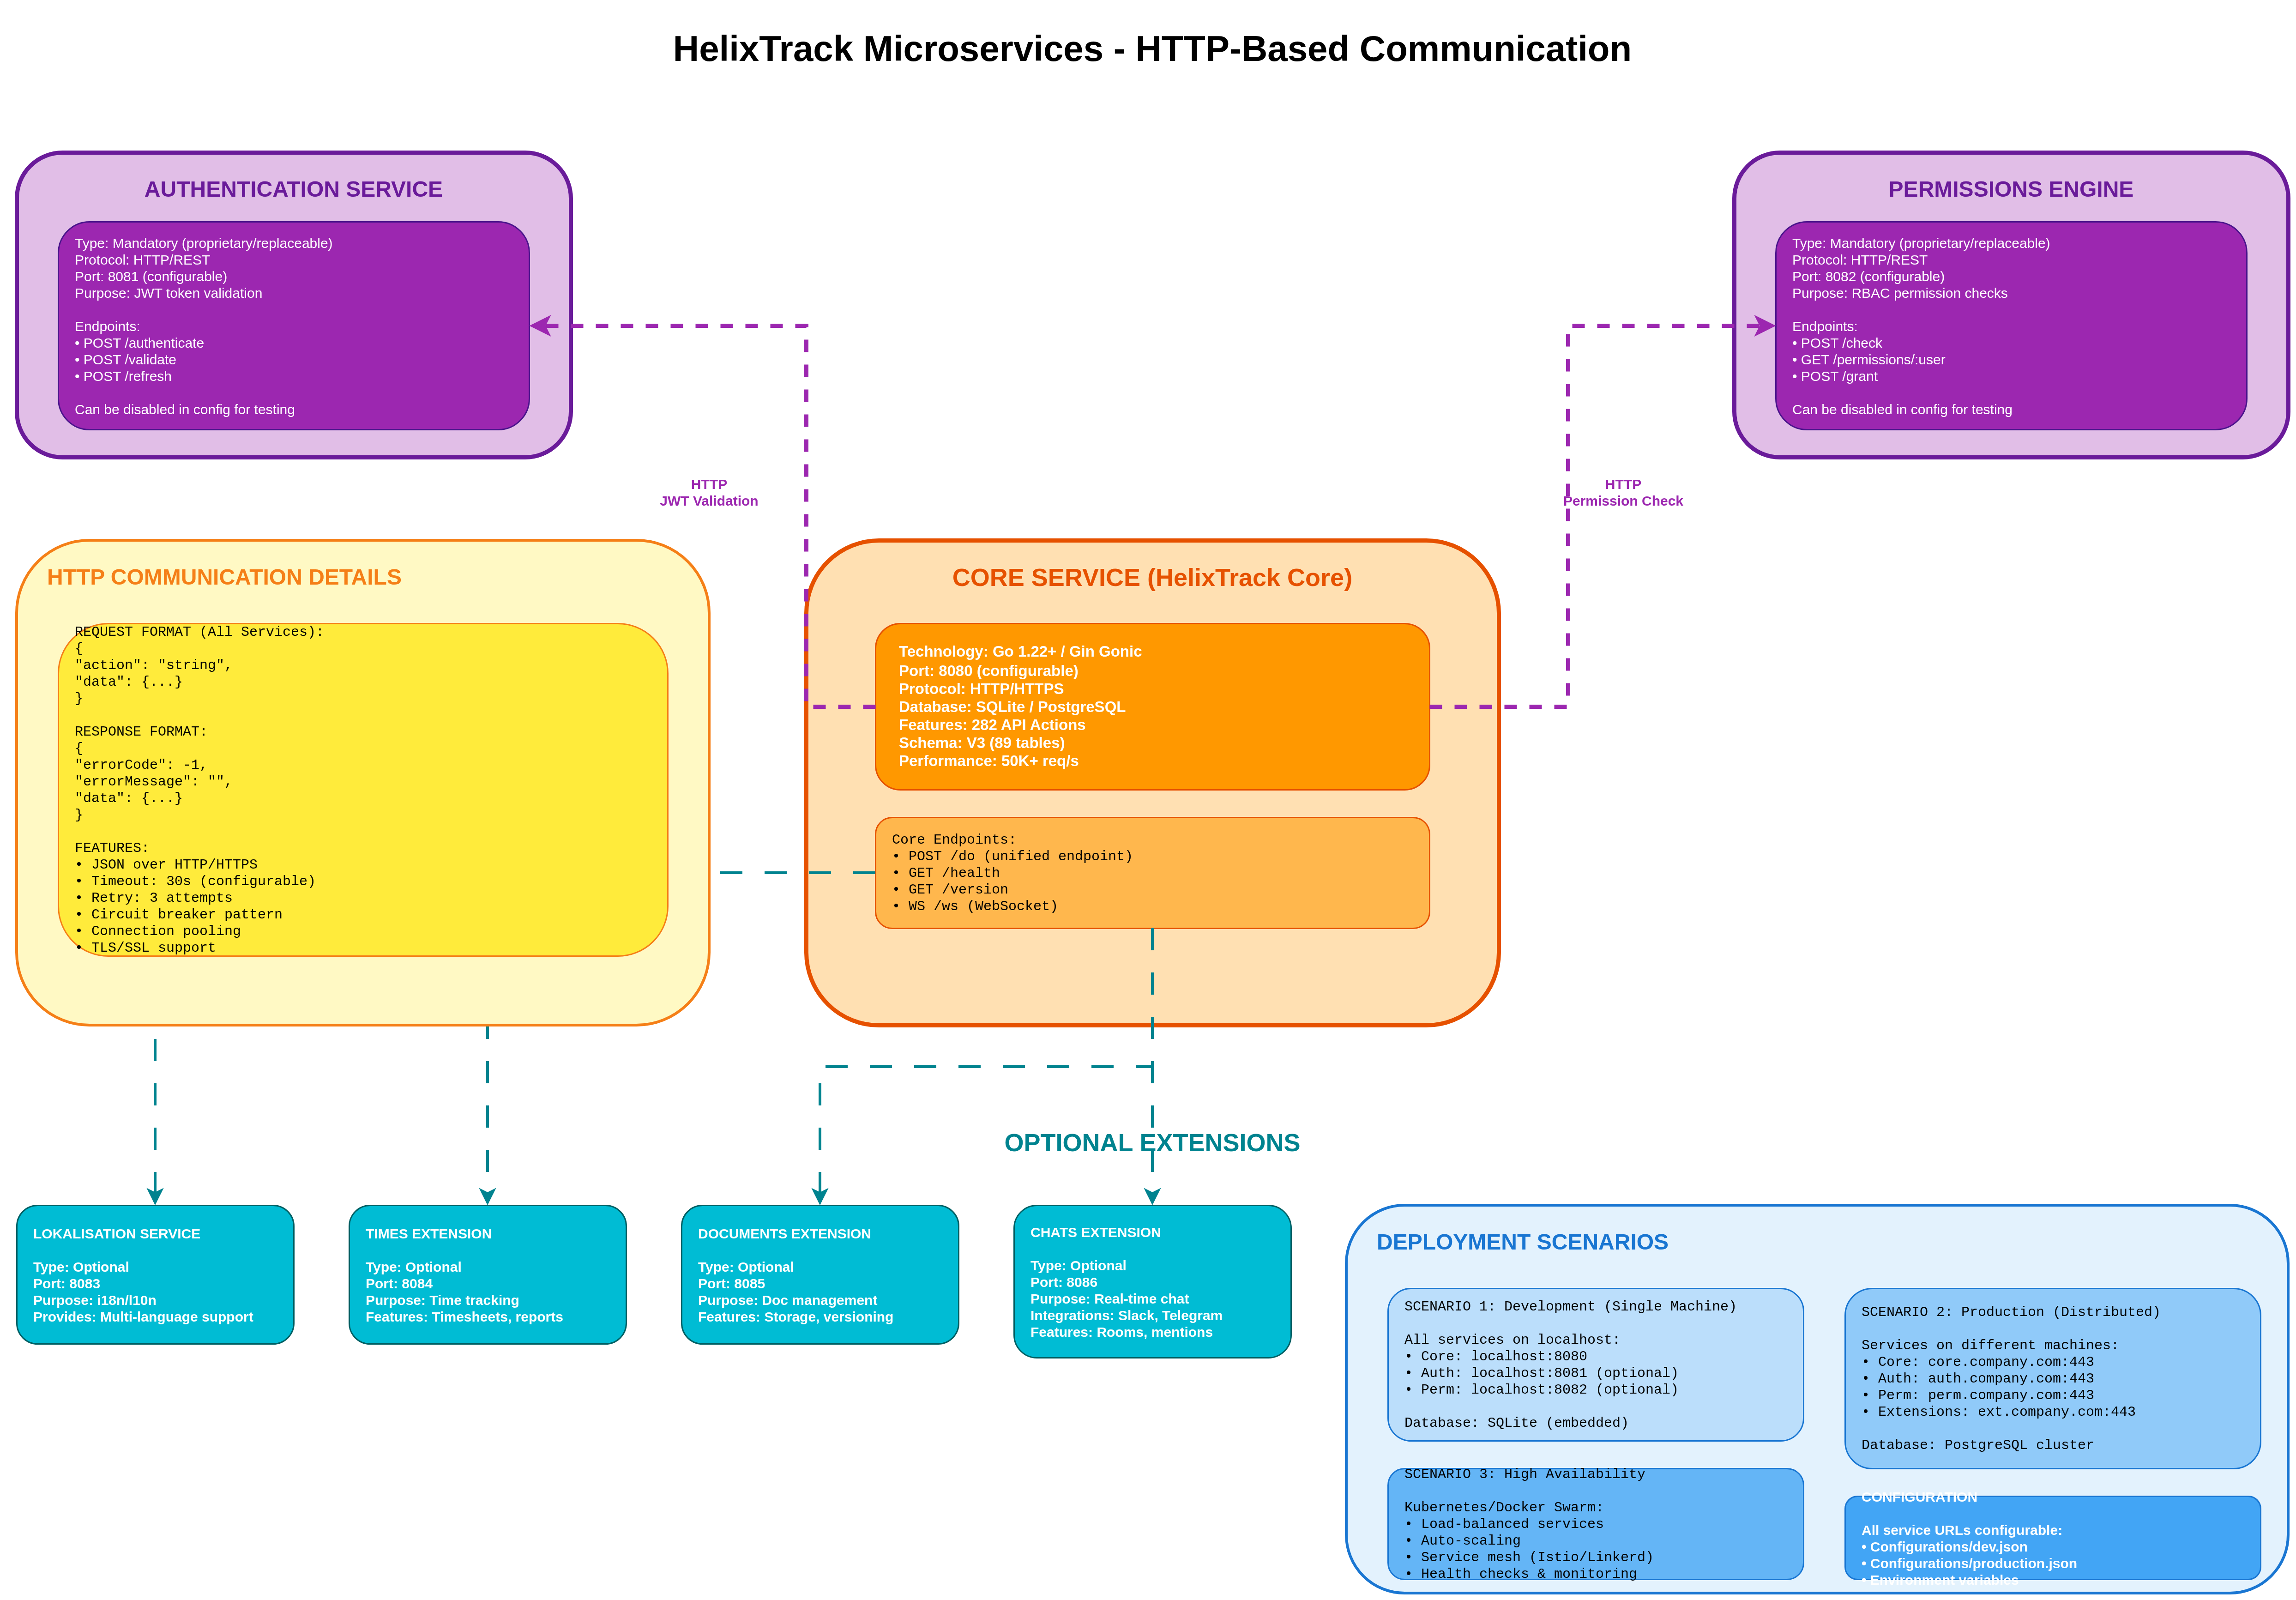 HelixTrack Microservices - HTTP-Based Communication
AUTHENTICATION SERVICE
Type: Mandatory (proprietary/replaceable)
Protocol: HTTP/REST
Port: 8081 (configurable)
Purpose: JWT token validation
Endpoints:
• POST /authenticate
• POST /validate
• POST /refresh
Can be disabled in config for testing
PERMISSIONS ENGINE
Type: Mandatory (proprietary/replaceable)
Protocol: HTTP/REST
Port: 8082 (configurable)
Purpose: RBAC permission checks
Endpoints:
• POST /check
• GET /permissions/:user
• POST /grant
Can be disabled in config for testing
HTTP
JWT Validation
HTTP
Permission Check
HTTP COMMUNICATION DETAILS
REQUEST FORMAT (All Services):
{
"action": "string",
"data": {...}
}
RESPONSE FORMAT:
{
"errorCode": -1,
"errorMessage": "",
"data": {...}
}
FEATURES:
• JSON over HTTP/HTTPS
• Timeout: 30s (configurable)
• Retry: 3 attempts
• Circuit breaker pattern
• Connection pooling
• TLS/SSL support
CORE SERVICE (HelixTrack Core)
Technology: Go 1.22+ / Gin Gonic
Port: 8080 (configurable)
Protocol: HTTP/HTTPS
Database: SQLite / PostgreSQL
Features: 282 API Actions
Schema: V3 (89 tables)
Performance: 50K+ req/s
Core Endpoints:
• POST /do (unified endpoint)
• GET /health
• GET /version
• WS /ws (WebSocket)
OPTIONAL EXTENSIONS
LOKALISATION SERVICE
Type: Optional
Port: 8083
Purpose: i18n/l10n
Provides: Multi-language support
TIMES EXTENSION
Type: Optional
Port: 8084
Purpose: Time tracking
Features: Timesheets, reports
DOCUMENTS EXTENSION
Type: Optional
Port: 8085
Purpose: Doc management
Features: Storage, versioning
CHATS EXTENSION
Type: Optional
Port: 8086
Purpose: Real-time chat
Integrations: Slack, Telegram
Features: Rooms, mentions
DEPLOYMENT SCENARIOS
SCENARIO 1: Development (Single Machine)
All services on localhost:
• Core: localhost:8080
• Auth: localhost:8081 (optional)
• Perm: localhost:8082 (optional)
Database: SQLite (embedded)
SCENARIO 2: Production (Distributed)
Services on different machines:
• Core: core.company.com:443
• Auth: auth.company.com:443
• Perm: perm.company.com:443
• Extensions: ext.company.com:443
Database: PostgreSQL cluster
SCENARIO 3: High Availability
Kubernetes/Docker Swarm:
• Load-balanced services
• Auto-scaling
• Service mesh (Istio/Linkerd)
• Health checks & monitoring
CONFIGURATION
All service URLs configurable:
• Configurations/dev.json
• Configurations/production.json
• Environment variables